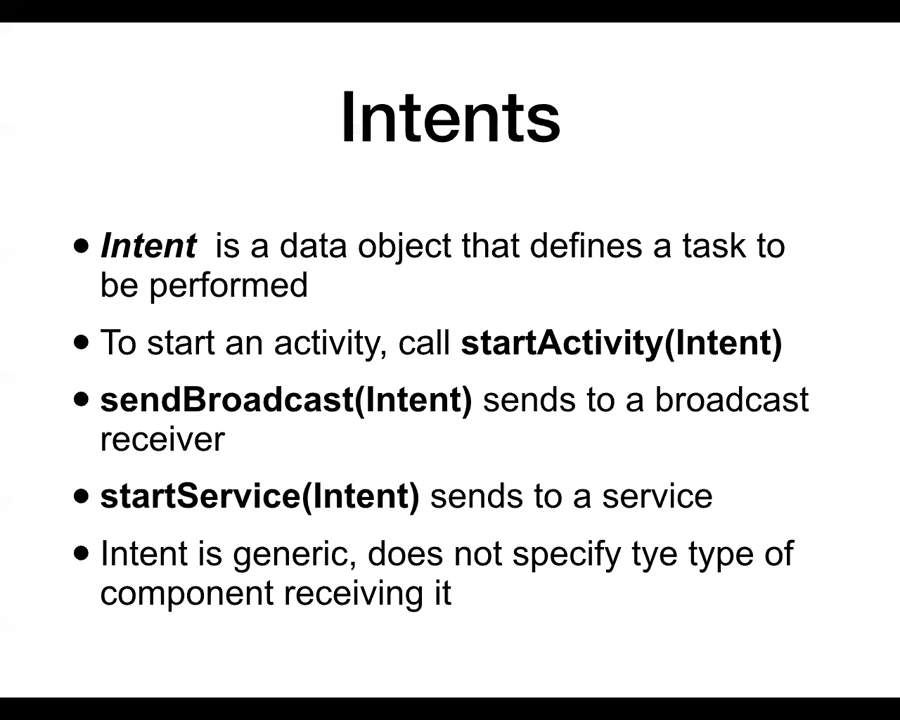 Intents
• Intent is a data object that defines a task to
be performed
• To start an activity, call startActivity(Intent)
• sendBroadcast(Intent) sends to a broadcast
receiver
• startService(Intent) sends to a service
• Intent is generic, does not specify tye type of
component receiving it